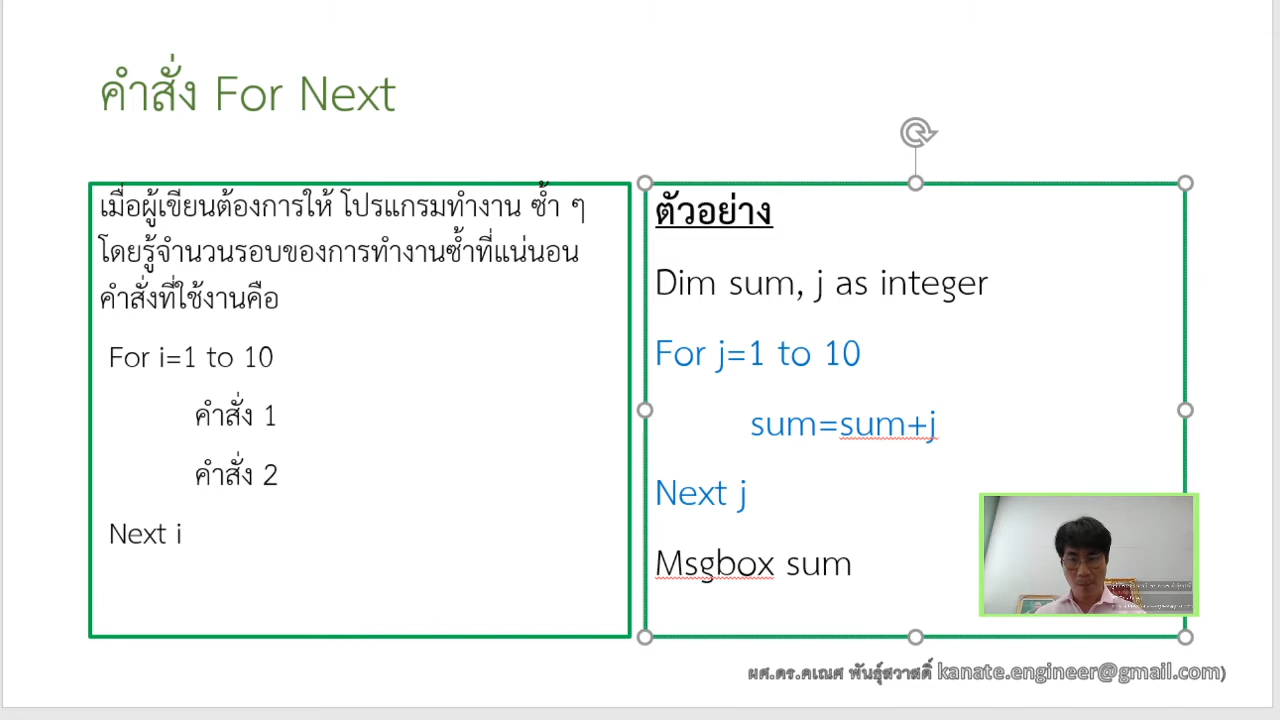 คำสั่ง For Next
เมื่อผู้เขียนต้องการให้ โปรแกรมทำงาน ซ้ำ ๆ
โดยรู้จำนวนรอบของการทำงานซ้ำที่แน่นอน
คำสั่งที่ใช้งานคือ
For i=1 to 10
คำสั่ง 1
คำสั่ง 2
Next i
ตัวอย่าง
Dim sum, j as integer
For j=1 to 10
sum=sum+j
Next j
Msgbox sum
ผศ.ดร.คเณศ พันธุ์สวาสดิ์ kanate.engineer@gmail.com)